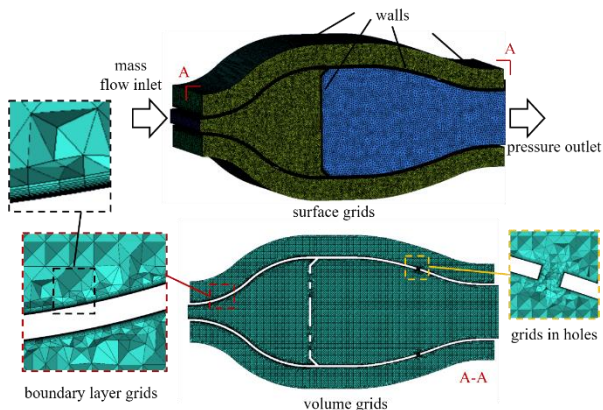 walls
A
A
mass
flow inlet
pressure outlet
surface grids
grids in holes
A-A
boundary layer grids
volume grids